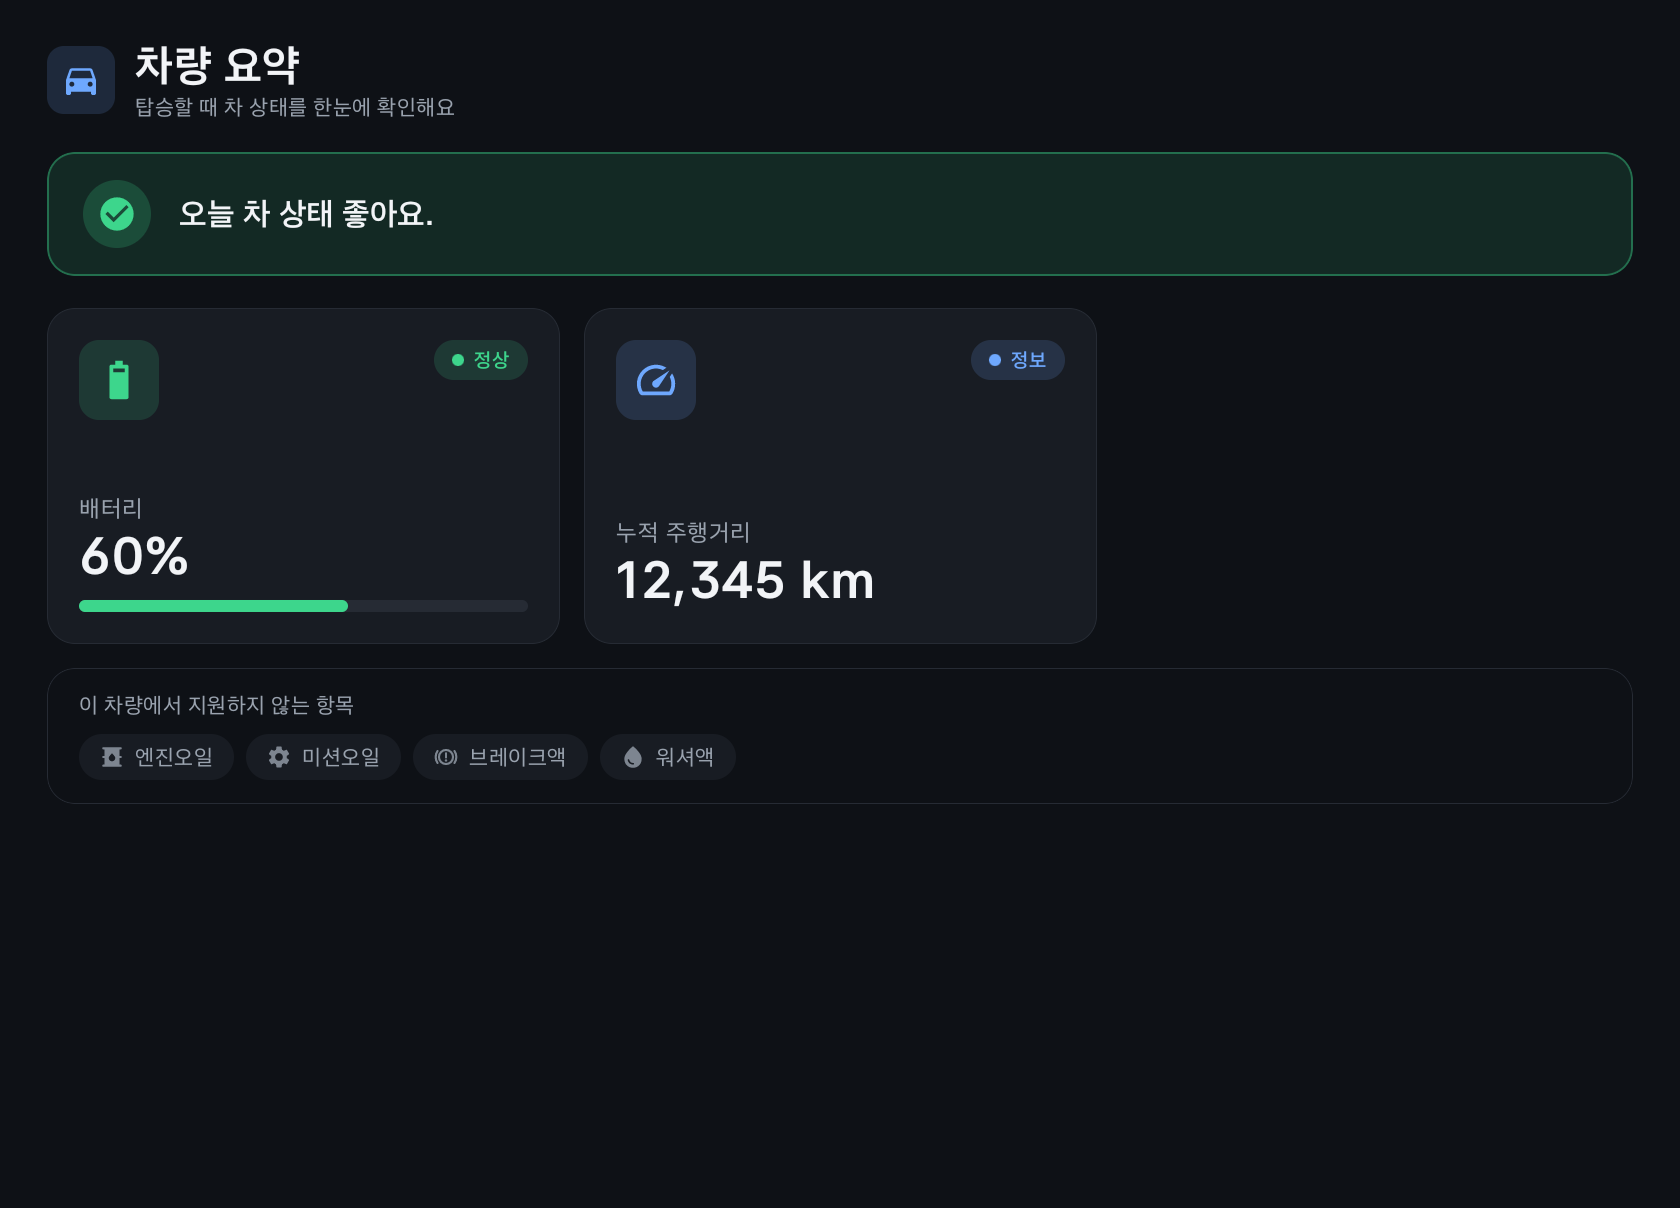 차량 요약
탑승할 때 차 상태를 한눈에 확인해요
오늘 차 상태 좋아요.
정상
배터리
60%
정보
누적 주행거리
12,345 km
이 차량에서 지원하지 않는 항목
엔진오일 미션오일 브레이크액 워셔액